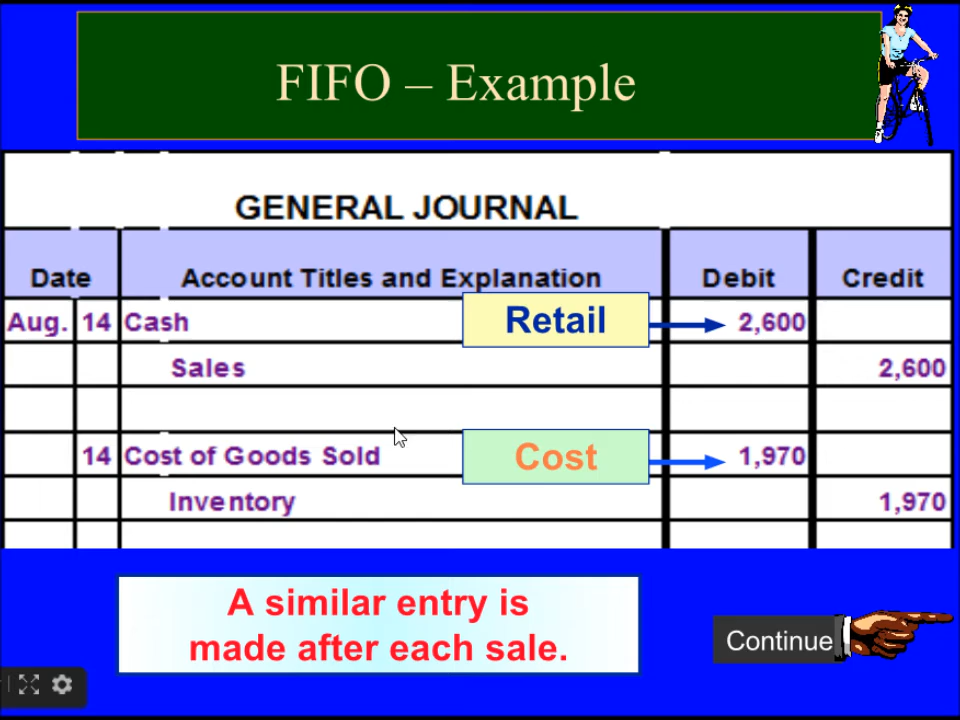 FIFO – Example
GENERAL JOURNAL
Date Account Titles and Explanation Debit Credit
Aug. 14 Cash Retail 2,600
Sales 2,600
14 Cost of Goods Sold Cost 1,970
Inventory 1,970
A similar entry is
made after each sale.
Continue